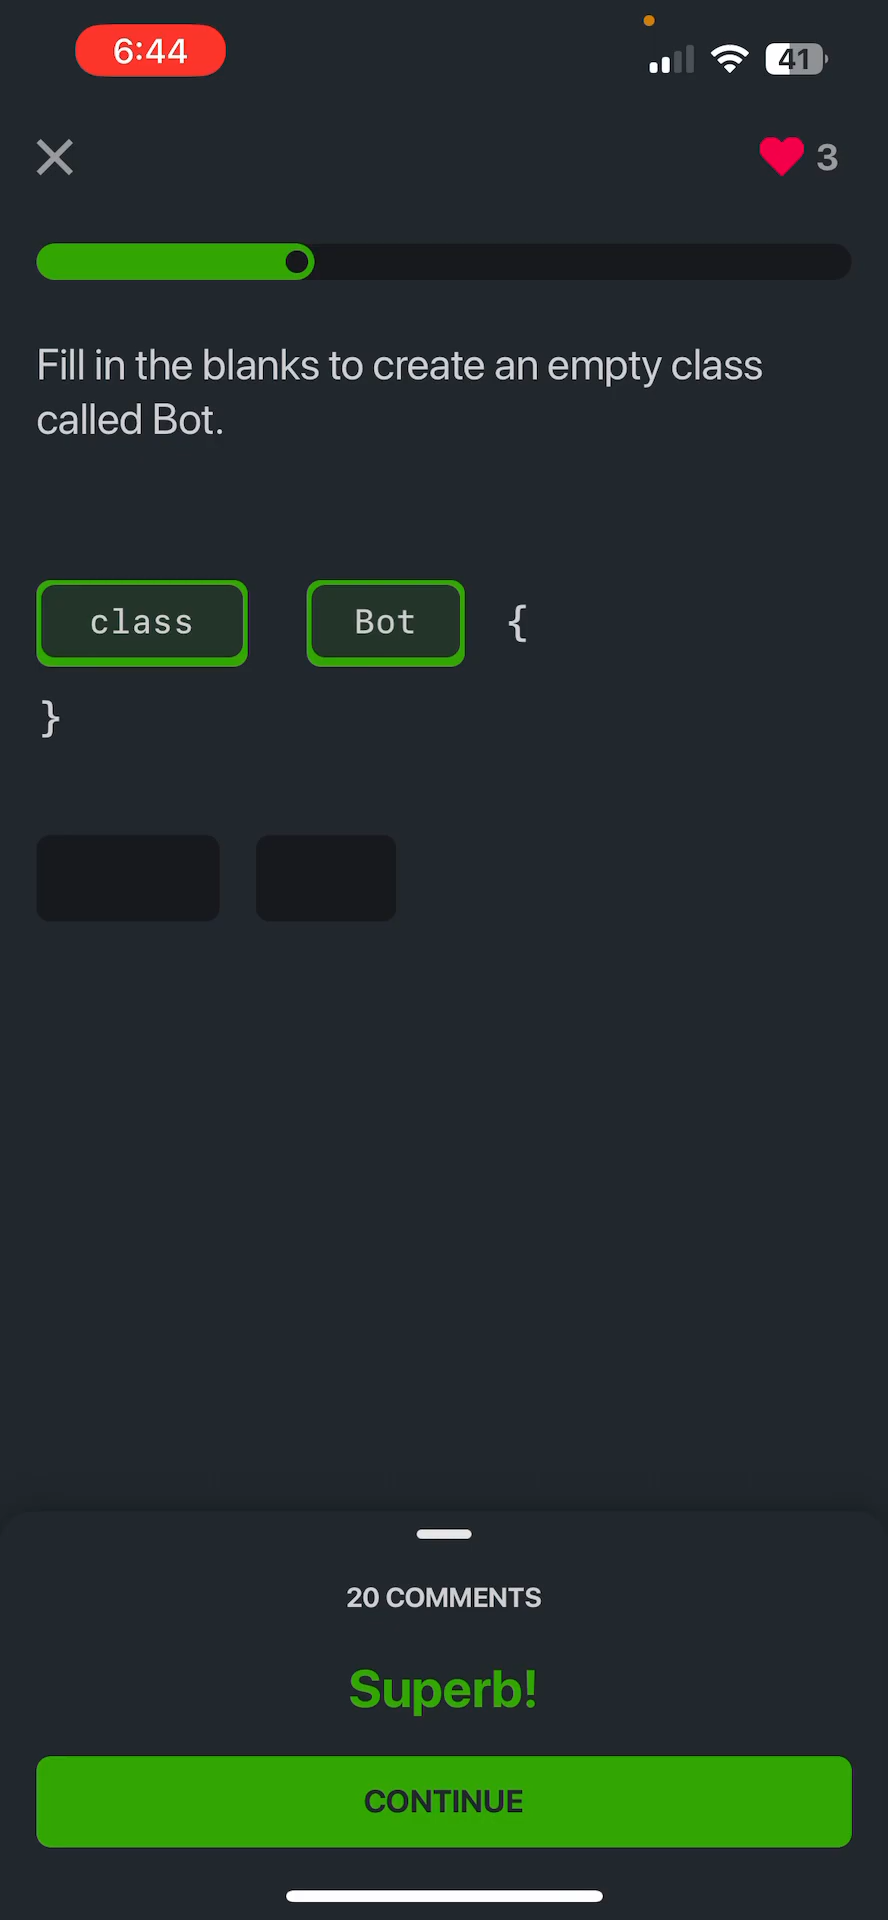 6:44
41
3
Fill in the blanks to create an empty class
called Bot.
class Bot {
}
20 COMMENTS
Superb!
CONTINUE